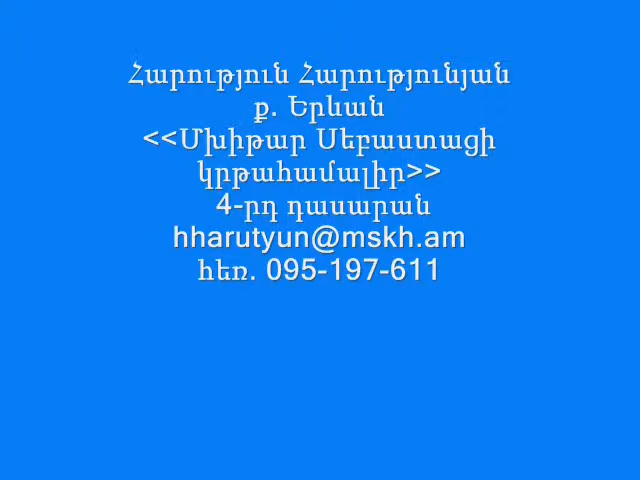 Հարություն Հարությունյան
ք. Երևան
<<Մխիթար Սեբաստացի
կրթահամալիր>>
4-րդ դասարան
hharutyun@mskh.am
հեռ. 095-197-611